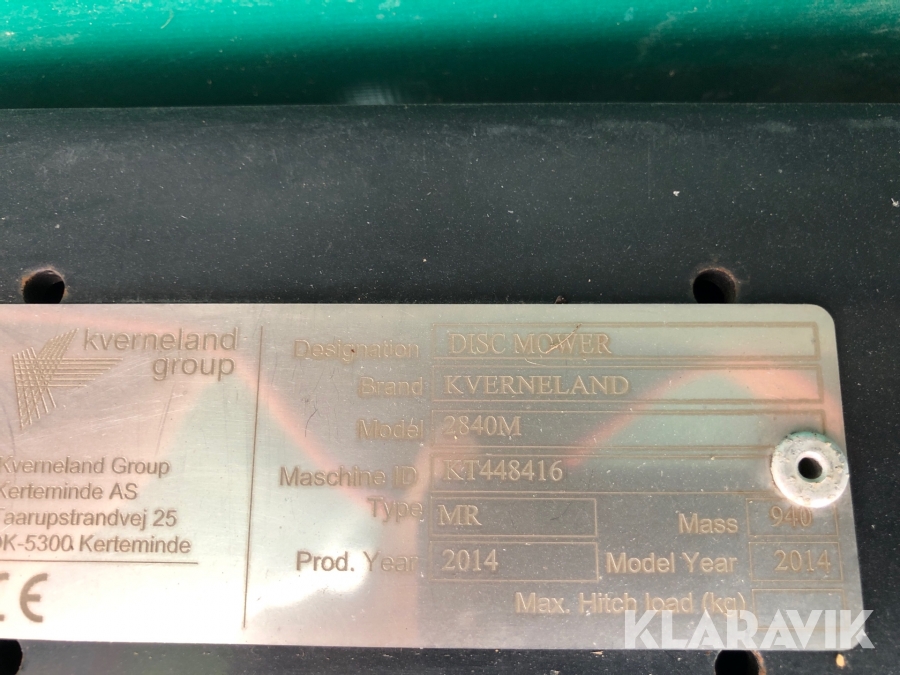 kverneland
group
Kverneland Group
Kerteminde AS
Taarupstrandvej 25
DK-5300 Kerteminde
CE
Designation DISC MOWER
Brand KVERNELAND
Model 2840M
Maschine ID KT448416
Type MR Mass 940
Prod. Year 2014 Model Year 2014
Max. Hitch load (kg)
KLARAVIK